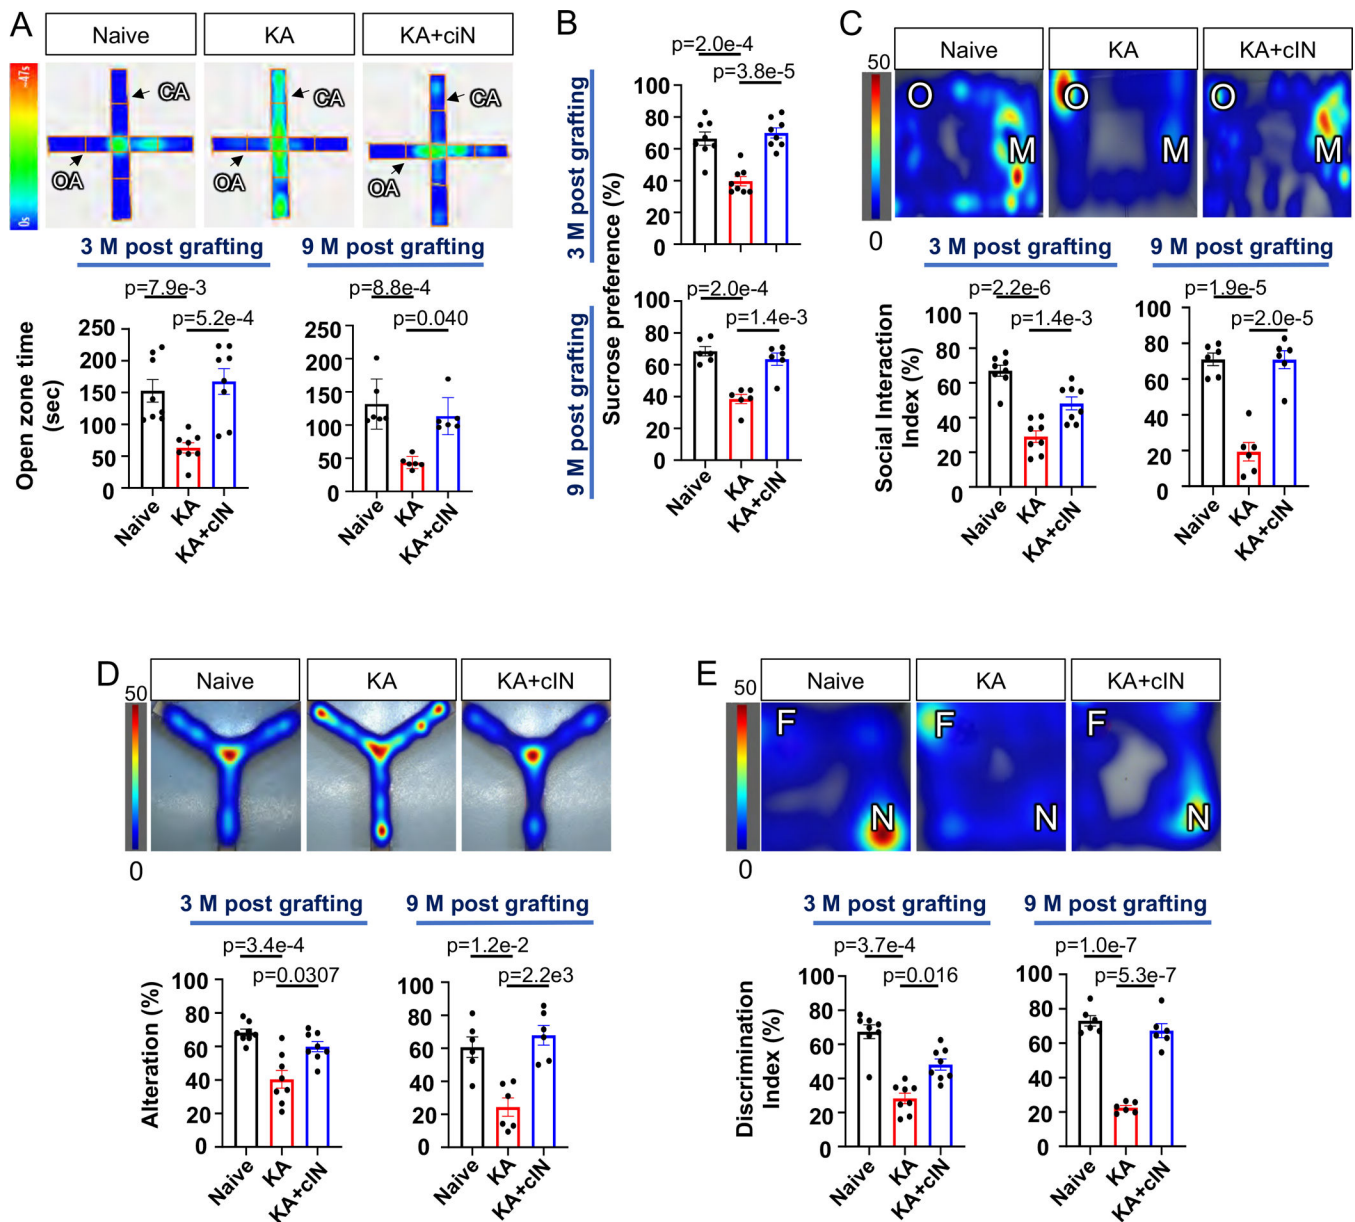 A
Naive
KA
KA+ciN
~47s
0s
CA
OA
CA
OA
CA
OA
3 M post grafting
9 M post grafting
p=7.9e-3
p=5.2e-4
Open zone time
(sec)
250
200
150
100
50
0
Naive
KA
KA+cIN
p=8.8e-4
p=0.040
250
200
150
100
50
0
Naive
KA
KA+cIN
B
3 M post grafting
9 M post grafting
Sucrose preference (%)
p=2.0e-4
p=3.8e-5
100
80
60
40
20
0
p=2.0e-4
p=1.4e-3
100
80
60
40
20
0
Naive
KA
KA+cIN
C
Naive
KA
KA+cIN
50
0
O
M
O
M
O
M
3 M post grafting
9 M post grafting
p=2.2e-6
p=1.4e-3
Social Interaction
Index (%)
100
80
60
40
20
0
Naive
KA
KA+cIN
p=1.9e-5
p=2.0e-5
100
80
60
40
20
0
Naive
KA
KA+cIN
D
Naive
KA
KA+cIN
50
0
3 M post grafting
9 M post grafting
p=3.4e-4
p=0.0307
Alteration (%)
100
80
60
40
20
0
Naive
KA
KA+cIN
p=1.2e-2
p=2.2e3
100
80
60
40
20
0
Naive
KA
KA+cIN
E
Naive
KA
KA+cIN
50
0
F
N
F
N
F
N
3 M post grafting
9 M post grafting
p=3.7e-4
p=0.016
Discrimination
Index (%)
100
80
60
40
20
0
Naive
KA
KA+cIN
p=1.0e-7
p=5.3e-7
100
80
60
40
20
0
Naive
KA
KA+cIN